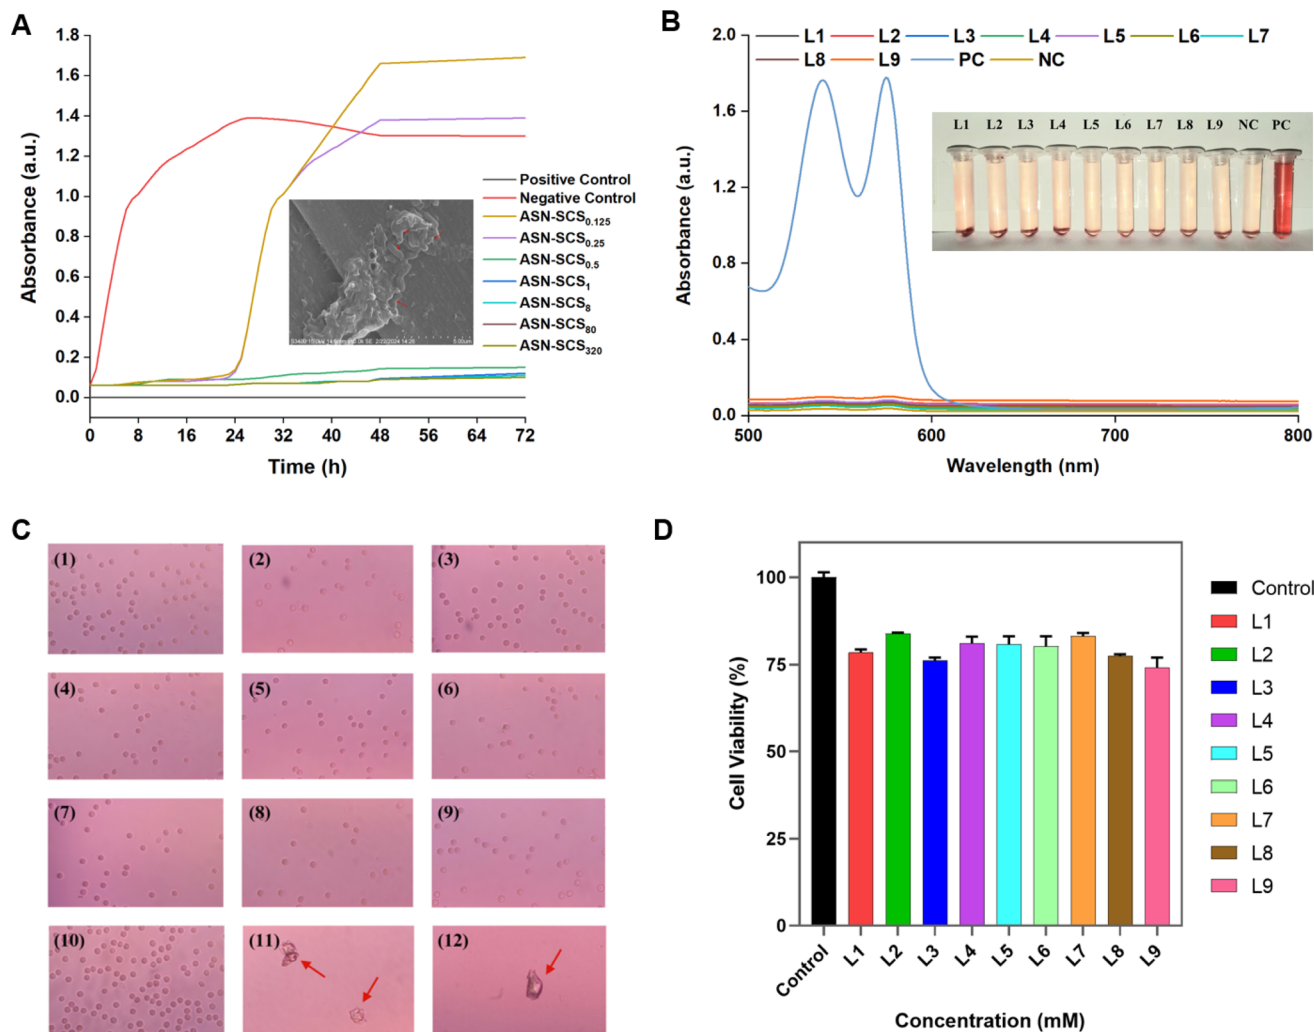 A
1.8
1.6
1.4
1.2
1.0
0.8
0.6
0.4
0.2
0.0
Absorbance (a.u.)
0 8 16 24 32 40 48 56 64 72
Time (h)
Positive Control
Negative Control
ASN-SCS0.125
ASN-SCS0.25
ASN-SCS0.5
ASN-SCS1
ASN-SCS8
ASN-SCS80
ASN-SCS320
5.00um
B
L1 L2 L3 L4 L5 L6 L7
L8 L9 PC NC
2.0
1.6
1.2
0.8
0.4
0.0
Absorbance (a.u.)
500 600 700 800
Wavelength (nm)
L1 L2 L3 L4 L5 L6 L7 L8 L9 NC PC
C
(1) (2) (3)
(4) (5) (6)
(7) (8) (9)
(10) (11) (12)
D
100
75
50
25
0
Cell Viability (%)
Control L1 L2 L3 L4 L5 L6 L7 L8 L9
Concentration (mM)
Control
L1
L2
L3
L4
L5
L6
L7
L8
L9